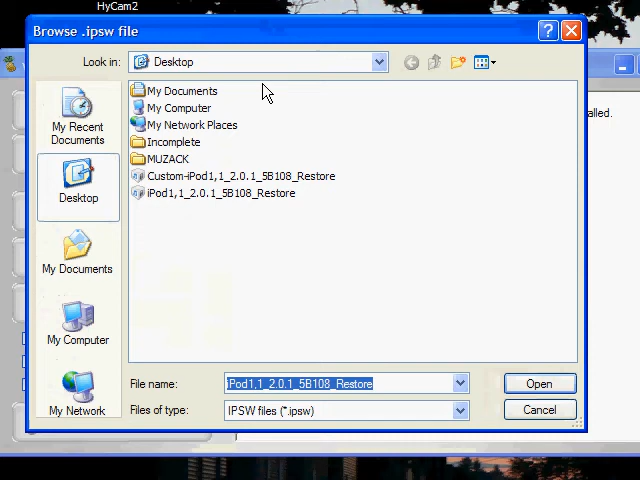 HyCam2
Browse .ipsw file
Look in:
Desktop
alled.
My Recent
Documents
Desktop
My Documents
My Computer
My Network
My Documents
My Computer
My Network Places
Incomplete
MUZACK
Custom-iPod1,1_2.0.1_5B108_Restore
iPod1,1_2.0.1_5B108_Restore
File name:
iPod1,1_2.0.1_5B108_Restore
Open
Files of type:
IPSW files (*.ipsw)
Cancel